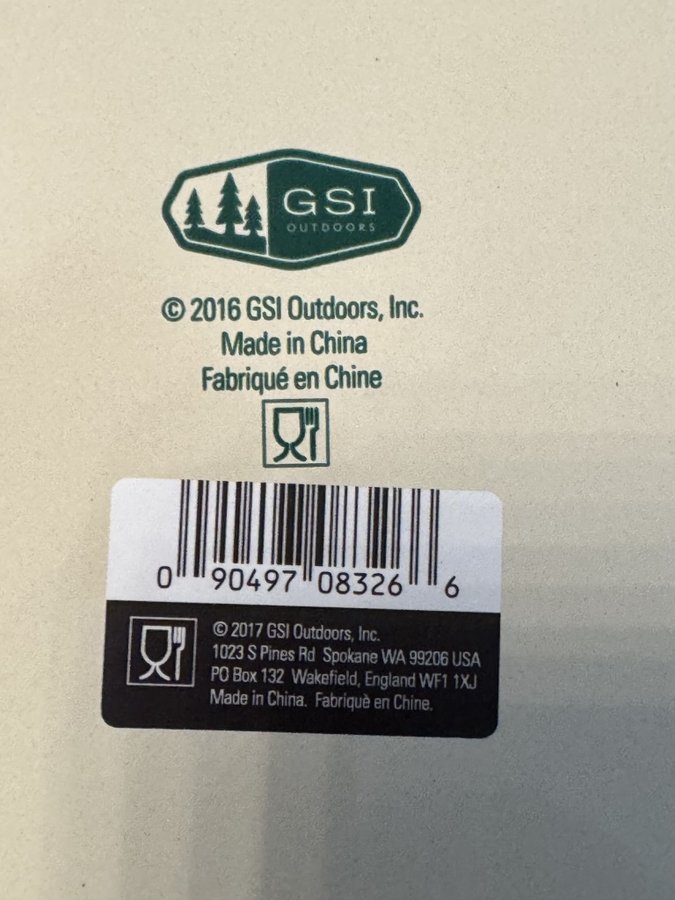 GSI
OUTDOORS
© 2016 GSI Outdoors, Inc.
Made in China
Fabriqué en Chine
0 90497 08326 6
© 2017 GSI Outdoors, Inc.
1023 S Pines Rd Spokane WA 99206 USA
PO Box 132 Wakefield, England WF1 1XJ
Made in China. Fabriquè en Chine.